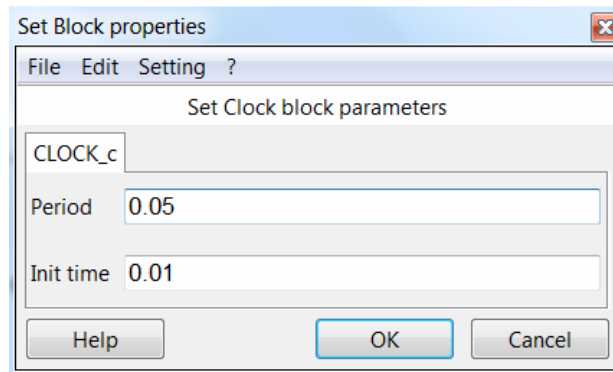 Set Block properties
File Edit Setting ?
Set Clock block parameters
CLOCK_c
Period 0.05
Init time 0.01
Help OK Cancel